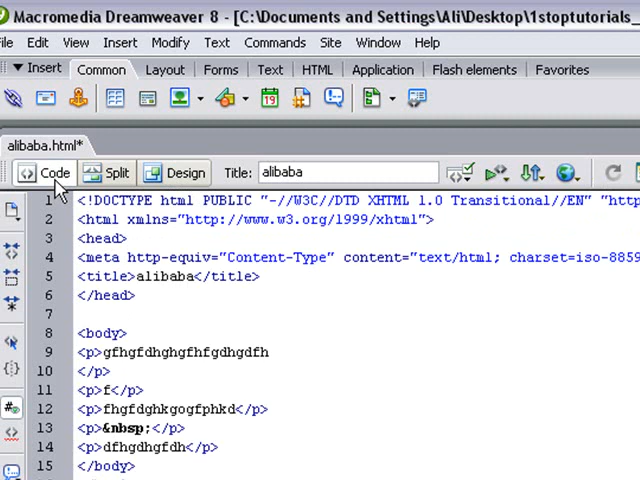 Macromedia Dreamweaver 8 - [C:\Documents and Settings\Ali\Desktop\1stoptutorials_
File Edit View Insert Modify Text Commands Site Window Help
Insert Common Layout Forms Text HTML Application Flash elements Favorites
19
alibaba.html*
Code Split Design Title: alibaba
1 <!DOCTYPE html PUBLIC "-//W3C//DTD XHTML 1.0 Transitional//EN" "http
2 <html xmlns="http://www.w3.org/1999/xhtml">
3 <head>
4 <meta http-equiv="Content-Type" content="text/html; charset=iso-8859
5 <title>alibaba</title>
6 </head>
7
8 <body>
9 <p>gfhgfdhghgfhfgdhgdfh
10 </p>
11 <p>f</p>
12 <p>fhgfdghkgogfphkd</p>
13 <p>&nbsp;</p>
14 <p>dfhgdhgfdh</p>
15 </body>